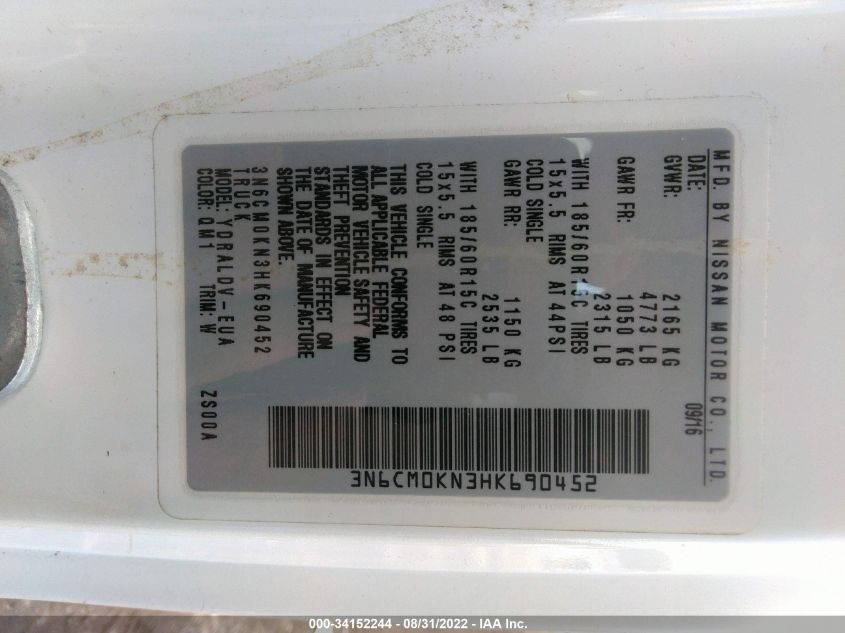 MFD. BY NISSAN MOTOR CO., LTD.
DATE: 09/16
GVWR: 2165 KG
4773 LB
GAWR FR: 1050 KG
2315 LB
WITH 185/60R15C TIRES
15x5.5 RIMS AT 44PSI
COLD SINGLE
GAWR RR: 1150 KG
2535 LB
WITH 185/60R15C TIRES
15x5.5 RIMS AT 48 PSI
COLD SINGLE
THIS VEHICLE CONFORMS TO
ALL APPLICABLE FEDERAL
MOTOR VEHICLE SAFETY AND
THEFT PREVENTION
STANDARDS IN EFFECT ON
THE DATE OF MANUFACTURE
SHOWN ABOVE.
3N6CM0KN3HK690452
TRUCK
MODEL: YDRALDY-EUA
COLOR: QM1 TRIM: W ZS00A
3N6CM0KN3HK690452
000-34152244 - 08/31/2022 - IAA Inc.